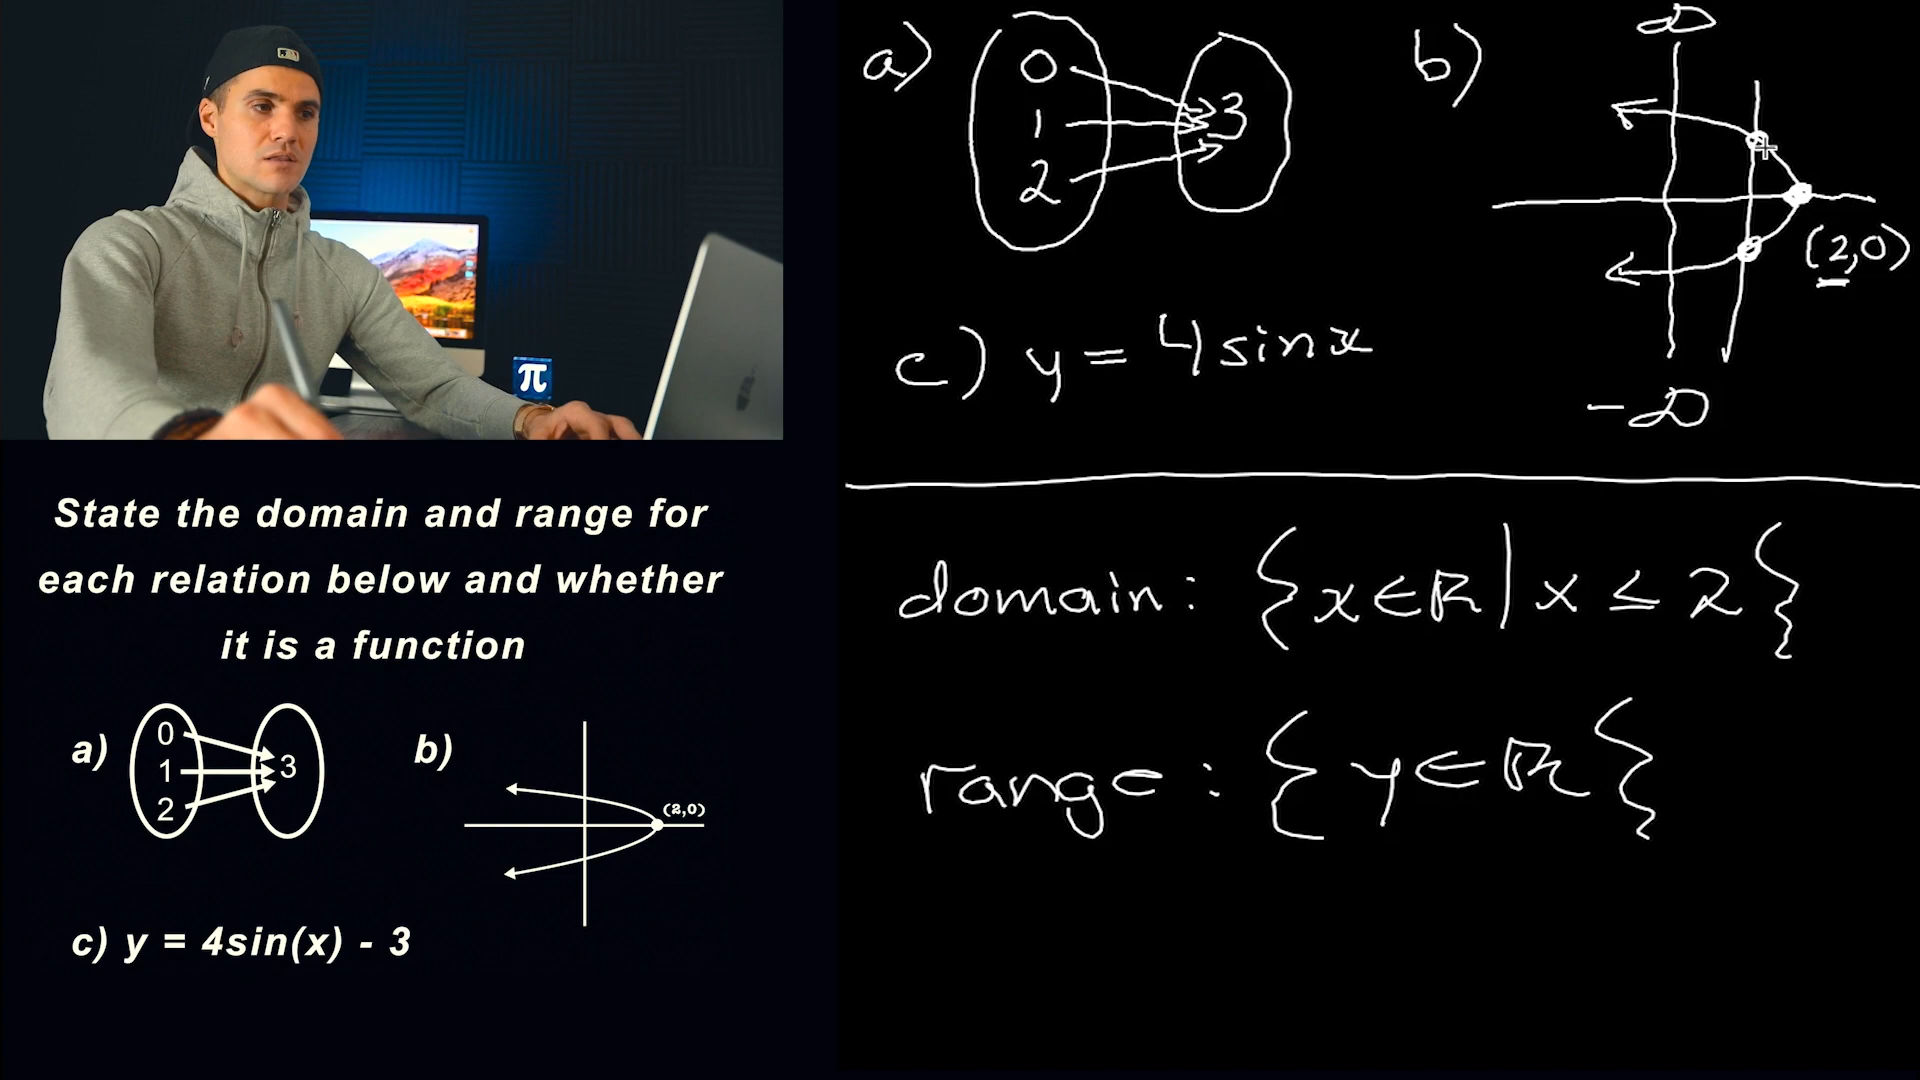 π
State the domain and range for
each relation below and whether
it is a function
a)
0
1
2
3
b)
(2,0)
c) y = 4sin(x) - 3
a)
0
1
2
3
b)
∞
(2,0)
-∞
c) y = 4sinx
domain: {x∈ℝ|x ≤ 2}
range: {y∈ℝ}